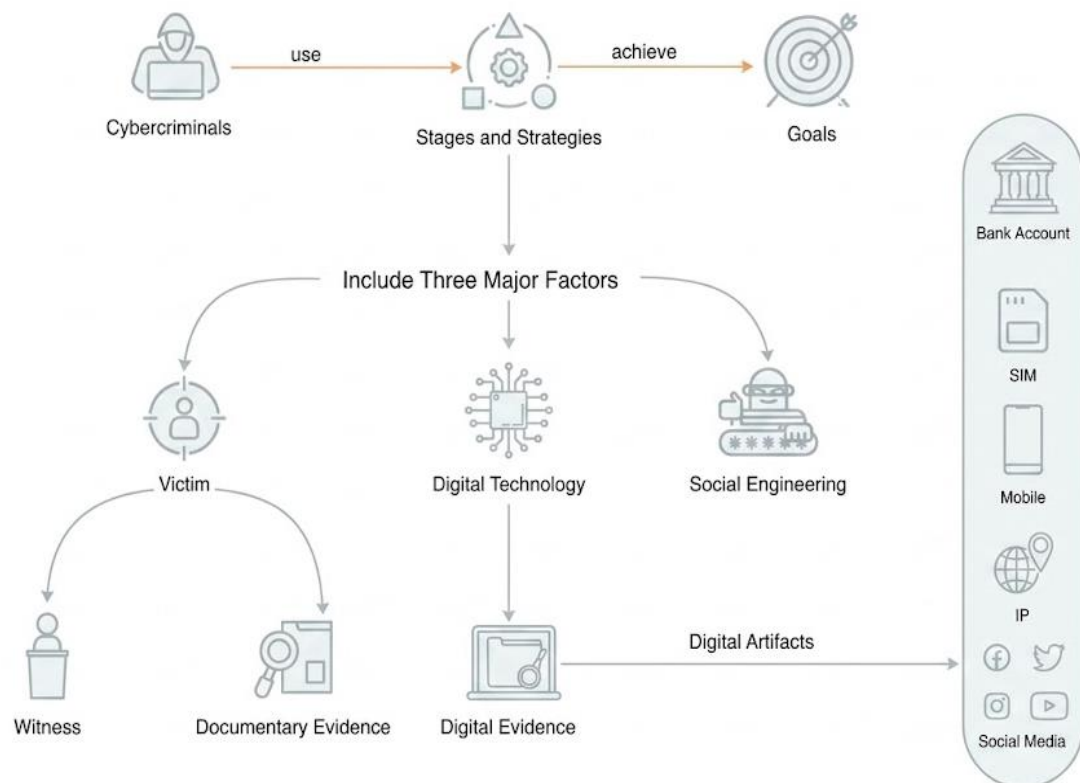 use
achieve
Cybercriminals
Stages and Strategies
Goals
Bank Account
Include Three Major Factors
SIM
Victim
Digital Technology
Social Engineering
Mobile
IP
Digital Artifacts
Witness
Documentary Evidence
Digital Evidence
Social Media